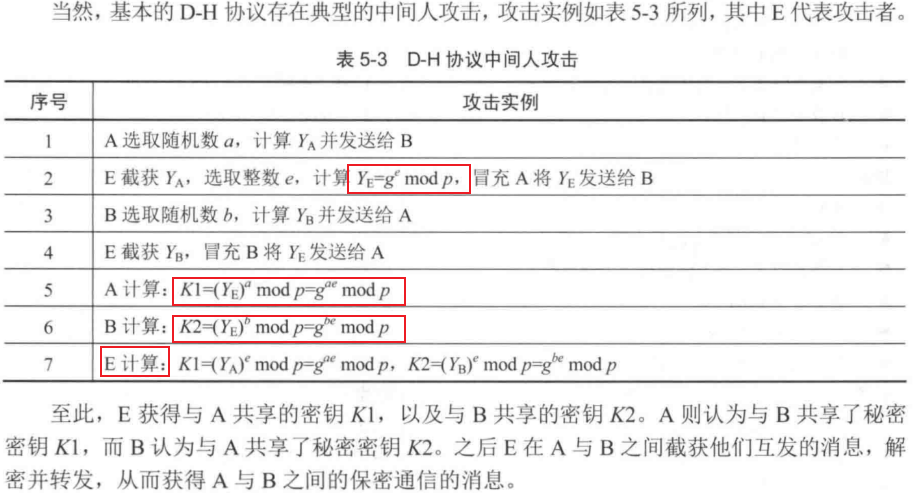 当然，基本的 D-H 协议存在典型的中间人攻击，攻击实例如表 5-3 所列，其中 E 代表攻击者。
表 5-3 D-H 协议中间人攻击
序号 攻击实例
1 A 选取随机数 a，计算 Y_A 并发送给 B
2 E 截获 Y_A，选取整数 e，计算 Y_E=g^e mod p，冒充 A 将 Y_E 发送给 B
3 B 选取随机数 b，计算 Y_B 并发送给 A
4 E 截获 Y_B，冒充 B 将 Y_E 发送给 A
5 A 计算：K1=(Y_E)^a mod p=g^ae mod p
6 B 计算：K2=(Y_E)^b mod p=g^be mod p
7 E 计算：K1=(Y_A)^e mod p=g^ae mod p，K2=(Y_B)^e mod p=g^be mod p
至此，E 获得与 A 共享的密钥 K1，以及与 B 共享的密钥 K2。A 则认为与 B 共享了秘密
密钥 K1，而 B 认为与 A 共享了秘密密钥 K2。之后 E 在 A 与 B 之间截获他们互发的消息，解
密并转发，从而获得 A 与 B 之间的保密通信的消息。